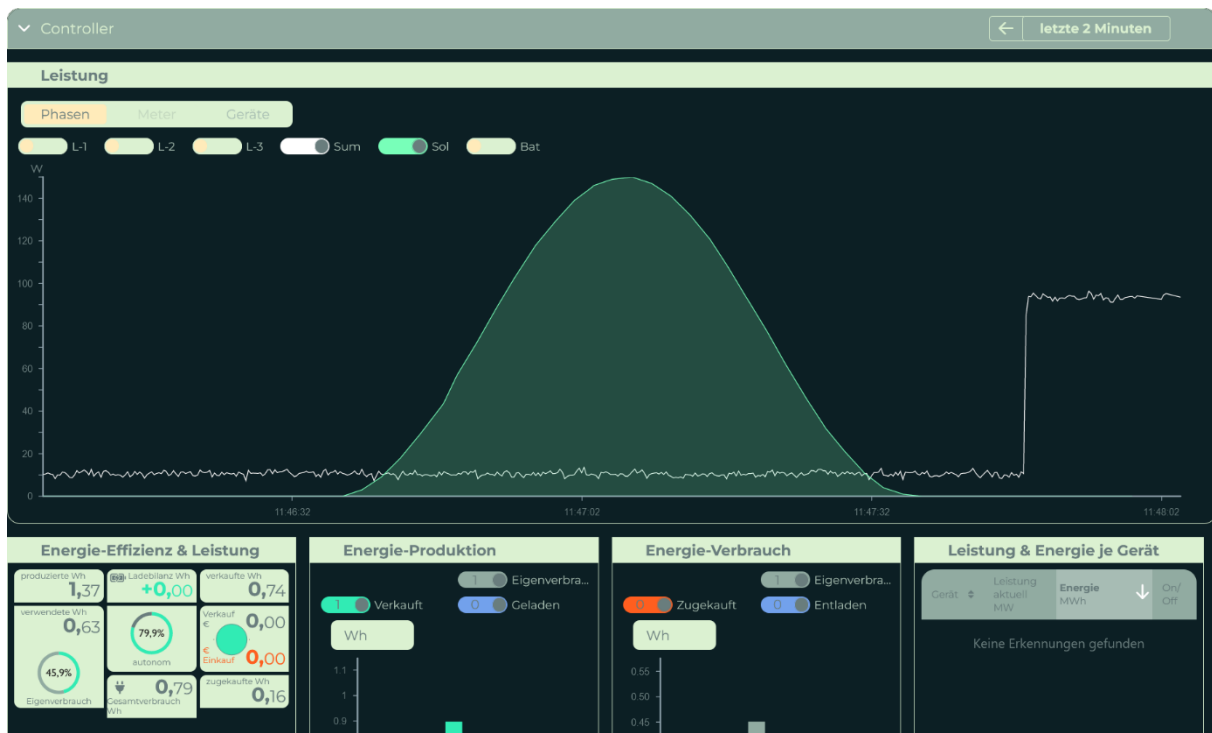 Controller
letzte 2 Minuten
Leistung
Phasen Meter Geräte
L-1 L-2 L-3 Sum Sol Bat
W
140
120
100
80
60
40
20
0
11:46:32 11:47:02 11:47:32 11:48:02
Energie-Effizienz & Leistung
produzierte Wh
1,37
Ladebilanz Wh
+0,00
verkaufte Wh
0,74
verwendete Wh
0,63
45,9%
Eigenverbrauch
79,9%
autonom
Verkauf
€
0,00
€
Einkauf
0,00
0,79
Gesamtverbrauch
Wh
zugekaufte Wh
0,16
Energie-Produktion
1 Eigenverbra...
1 Verkauft 0 Geladen
Wh
1.1
1
0.9
Energie-Verbrauch
1 Eigenverbra...
0 Zugekauft 0 Entladen
Wh
0.55
0.50
0.45
Leistung & Energie je Gerät
Gerät
Leistung
aktuell
MW
Energie
MWh
On/
Off
Keine Erkennungen gefunden